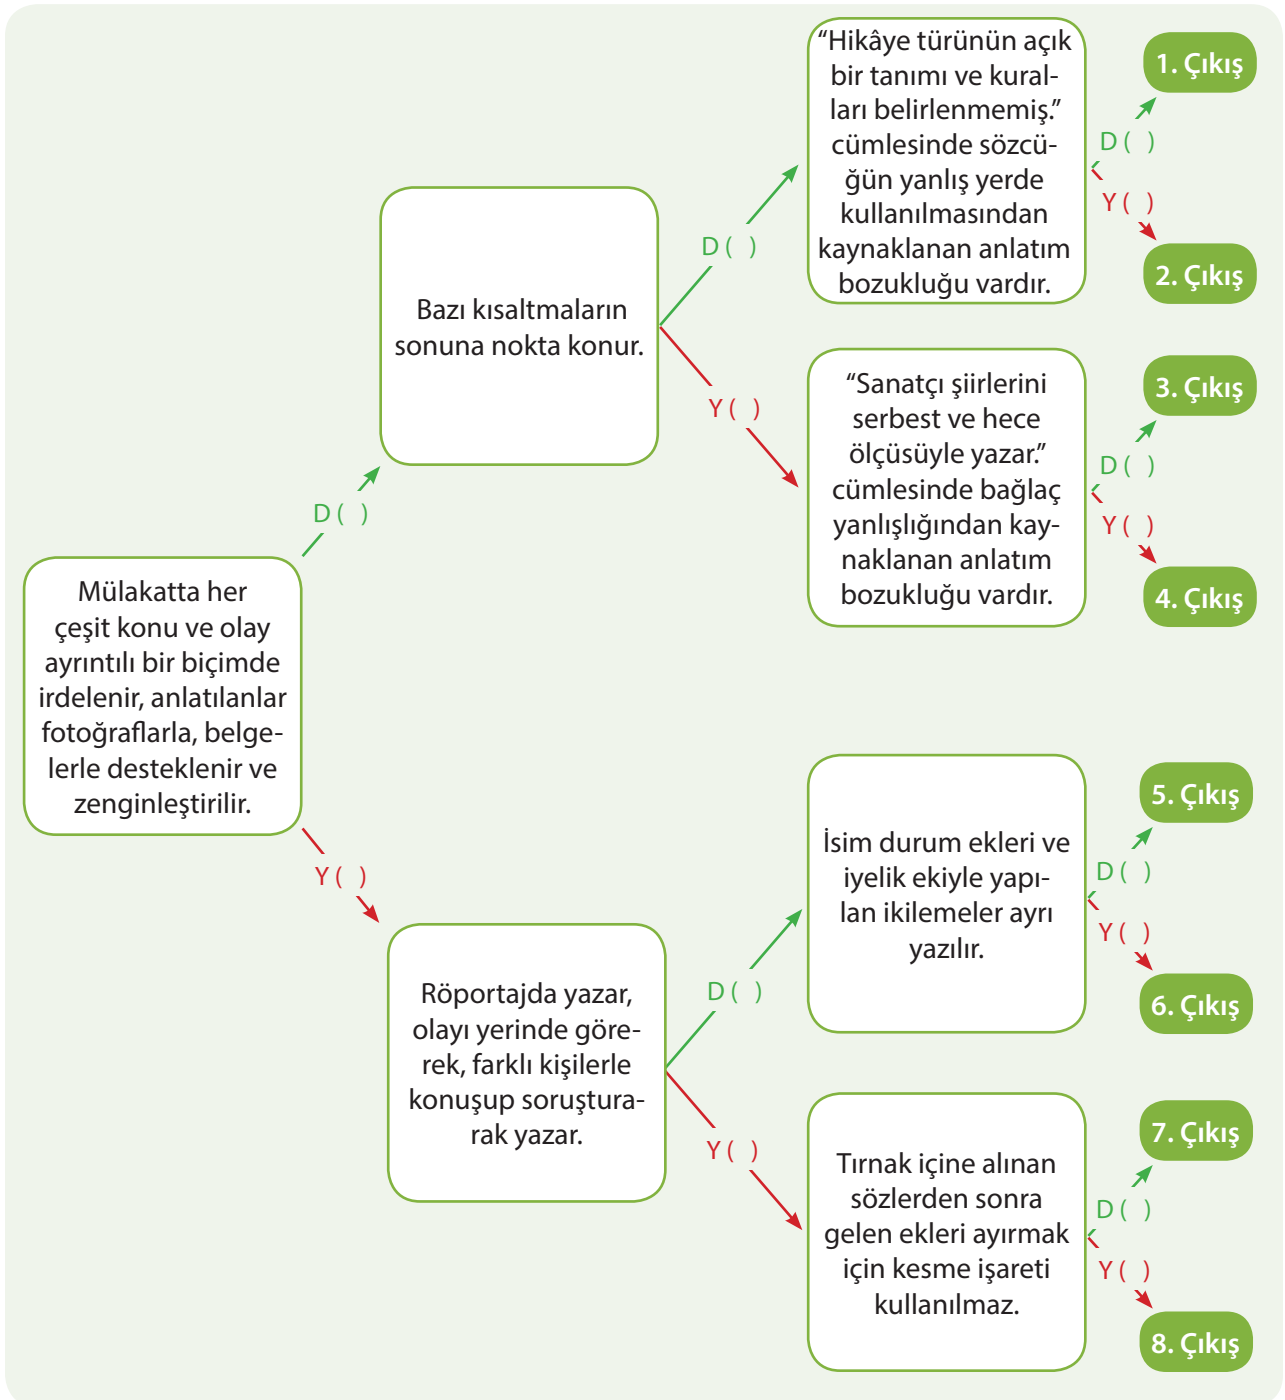 Mülakatta her
çeşit konu ve olay
ayrıntılı bir biçimde
irdelenir, anlatılanlar
fotoğraflarla, belge-
lerle desteklenir ve
zenginleştirilir.
D (  )
Y (  )
Bazı kısaltmaların
sonuna nokta konur.
D (  )
Y (  )
“Hikâye türünün açık
bir tanımı ve kural-
ları belirlenmemiş.”
cümlesinde sözcü-
ğün yanlış yerde
kullanılmasından
kaynaklanan anlatım
bozukluğu vardır.
D (  )
Y (  )
1. Çıkış
2. Çıkış
“Sanatçı şiirlerini
serbest ve hece
ölçüsüyle yazar.”
cümlesinde bağlaç
yanlışlığından kay-
naklanan anlatım
bozukluğu vardır.
D (  )
Y (  )
3. Çıkış
4. Çıkış
Röportajda yazar,
olayı yerinde göre-
rek, farklı kişilerle
konuşup soruştura-
rak yazar.
D (  )
Y (  )
İsim durum ekleri ve
iyelik ekiyle yapı-
lan ikilemeler ayrı
yazılır.
D (  )
Y (  )
5. Çıkış
6. Çıkış
Tırnak içine alınan
sözlerden sonra
gelen ekleri ayırmak
için kesme işareti
kullanılmaz.
D (  )
Y (  )
7. Çıkış
8. Çıkış